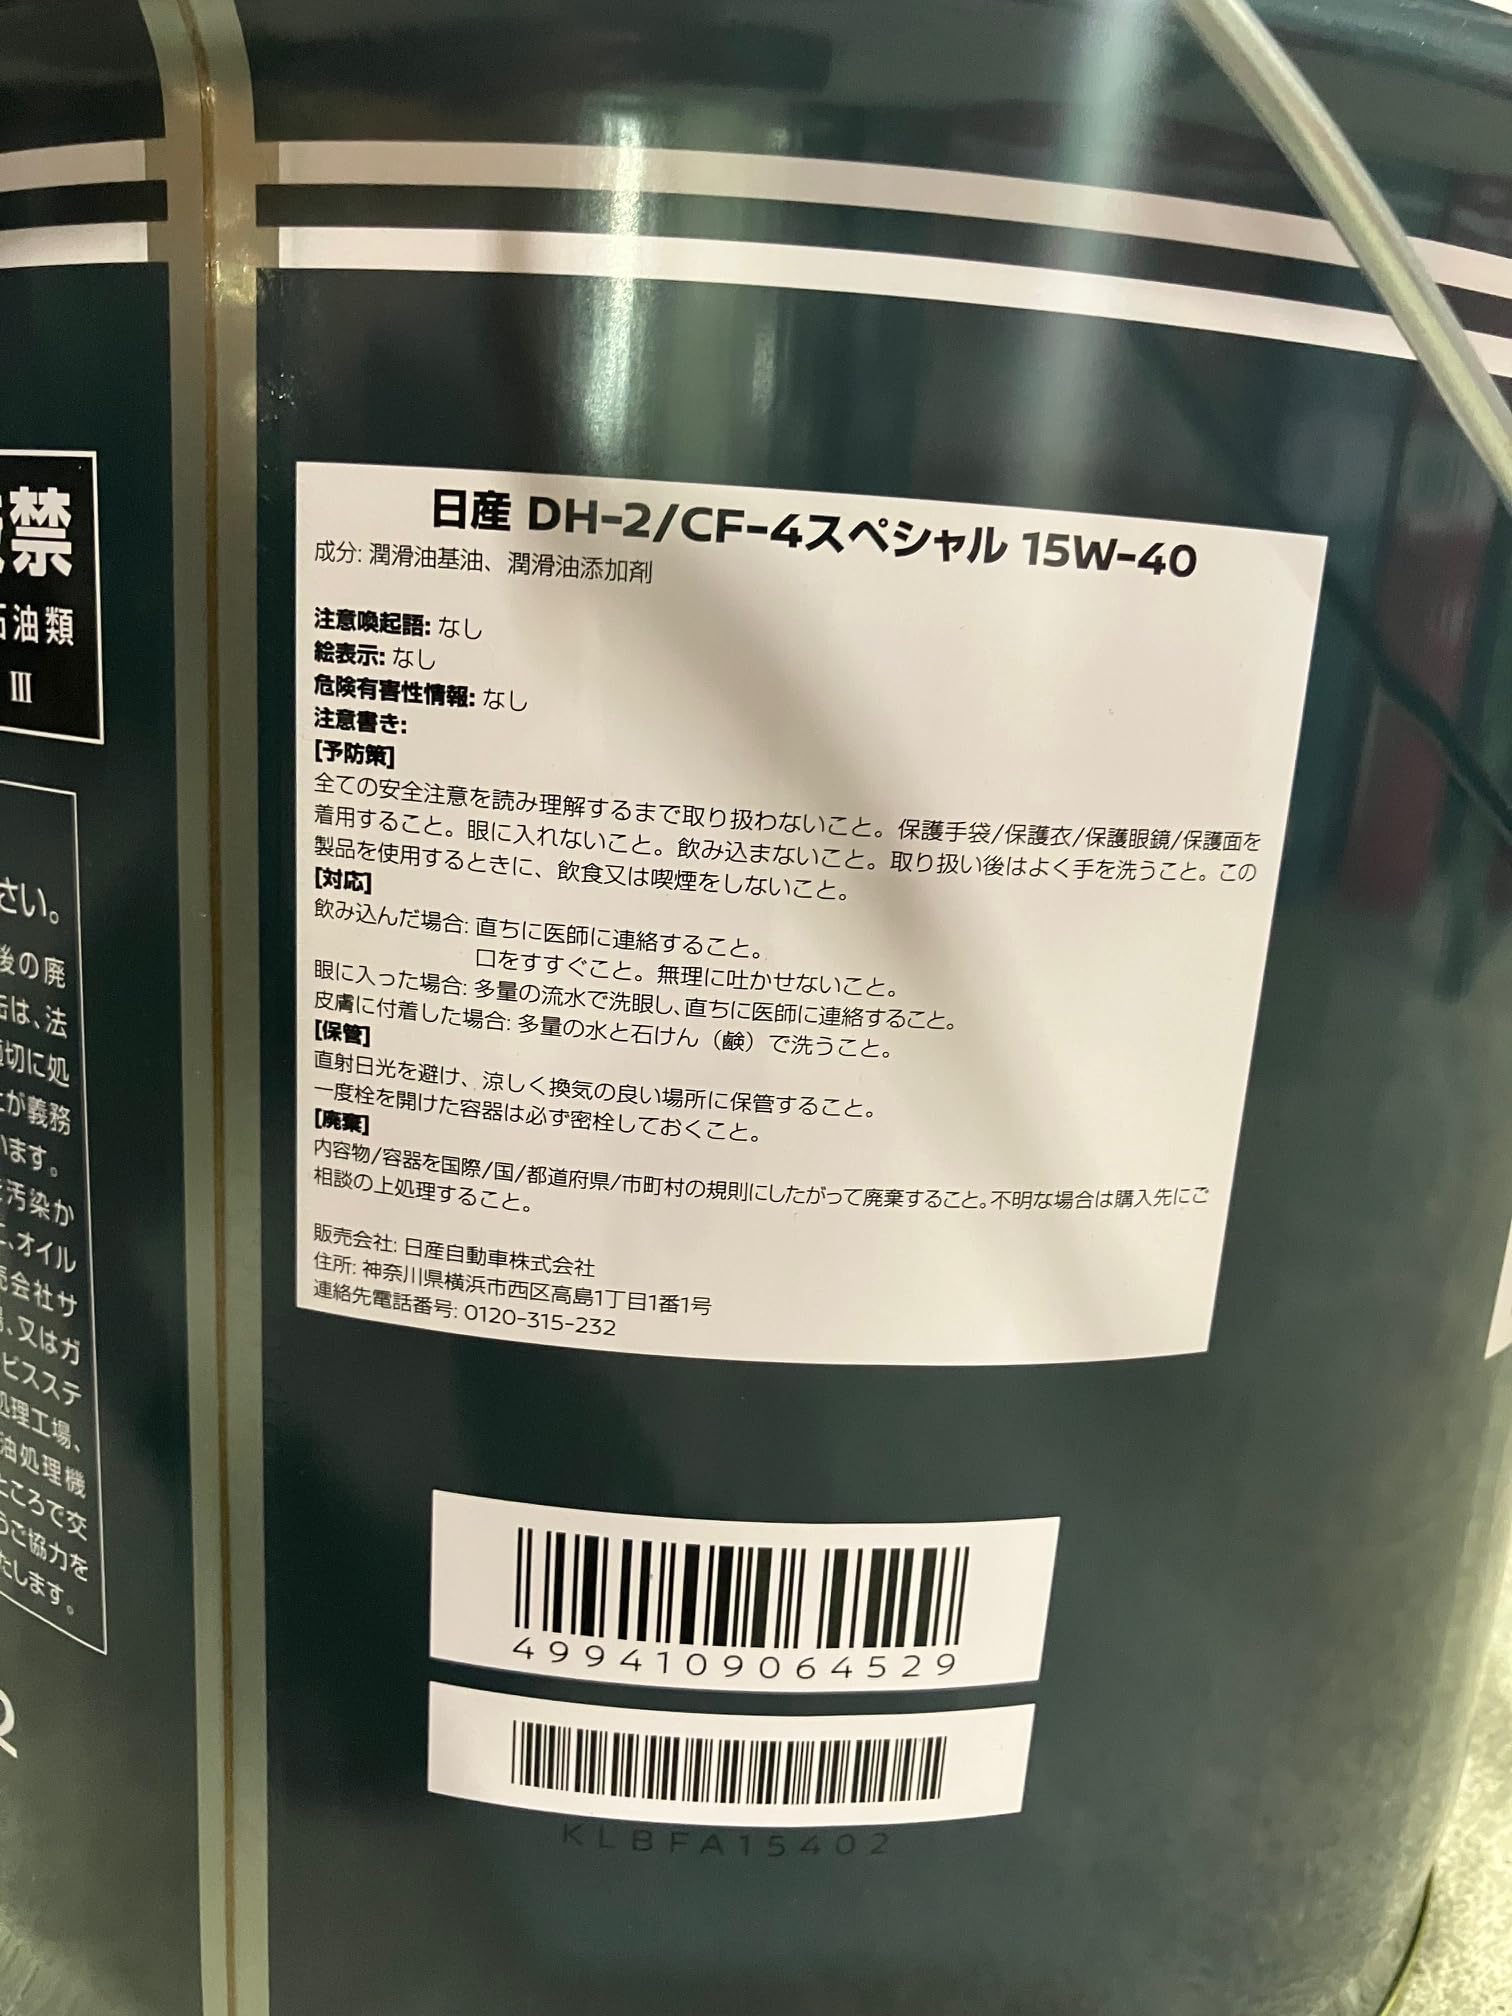 禁
石油類
III
さい。
後の廃
は、法
切に処
が義務
います。
汚染か
、オイル
売会社サ
、又はガ
ビスステ
処理工場、
油処理機
ところで交
うご協力を
たします。
日産 DH-2/CF-4スペシャル 15W-40
成分: 潤滑油基油、潤滑油添加剤
注意喚起語: なし
絵表示: なし
危険有害性情報: なし
注意書き:
[予防策]
全ての安全注意を読み理解するまで取り扱わないこと。保護手袋/保護衣/保護眼鏡/保護面を
着用すること。眼に入れないこと。飲み込まないこと。取り扱い後はよく手を洗うこと。この
製品を使用するときに、飲食又は喫煙をしないこと。
[対応]
飲み込んだ場合: 直ちに医師に連絡すること。
口をすすぐこと。無理に吐かせないこと。
眼に入った場合: 多量の流水で洗眼し、直ちに医師に連絡すること。
皮膚に付着した場合: 多量の水と石けん（鹸）で洗うこと。
[保管]
直射日光を避け、涼しく換気の良い場所に保管すること。
一度栓を開けた容器は必ず密栓しておくこと。
[廃棄]
内容物/容器を国際/国/都道府県/市町村の規則にしたがって廃棄すること。不明な場合は購入先にご
相談の上処理すること。
販売会社: 日産自動車株式会社
住所: 神奈川県横浜市西区高島1丁目1番1号
連絡先電話番号: 0120-315-232
4994109064529
KLBFA15402